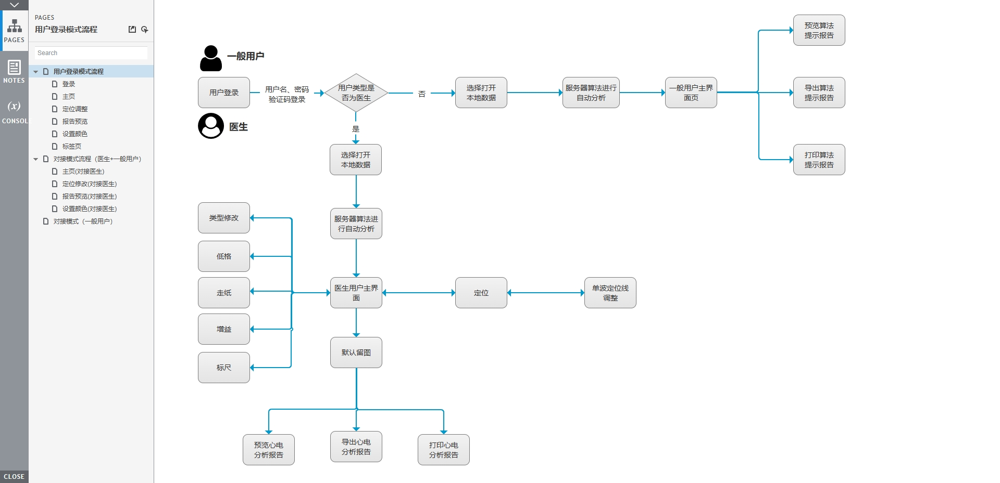 PAGES
NOTES
(x)
CONSOL
CLOSE
PAGES
用户登录模式流程
Search
用户登录模式流程
登录
主页
定位调整
报告预览
设置颜色
标签页
对接模式流程（医生+一般用户）
主页(对接医生)
定位修改(对接医生)
报告预览(对接医生)
设置颜色(对接医生)
对接模式（一般用户）
一般用户
用户登录
医生
用户名、密码
验证码登录
用户类型是
否为医生
否
选择打开
本地数据
服务器算法进行
自动分析
一般用户主界
面页
预览算法
提示报告
导出算法
提示报告
打印算法
提示报告
是
选择打开
本地数据
服务器算法进
行自动分析
类型修改
低格
走纸
增益
标尺
医生用户主界
面
定位
单波定位线
调整
默认留图
预览心电
分析报告
导出心电
分析报告
打印心电
分析报告